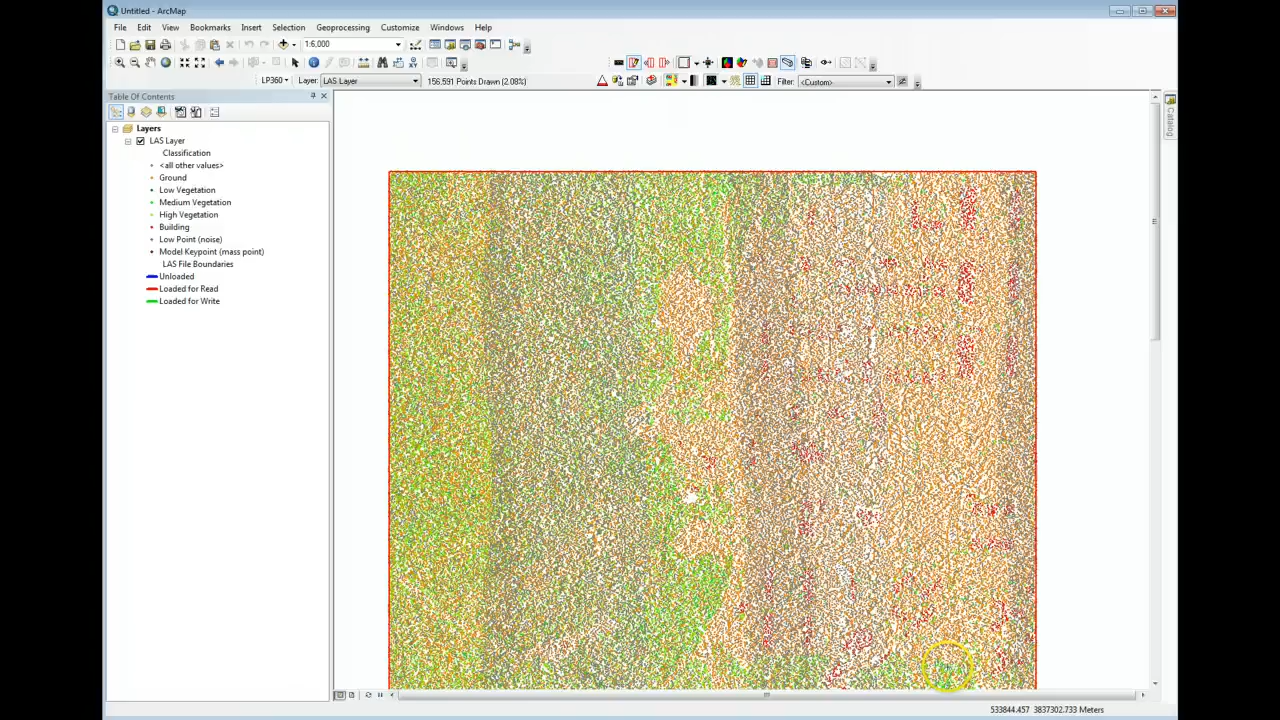 Untitled - ArcMap
File Edit View Bookmarks Insert Selection Geoprocessing Customize Windows Help
1:6,000
LP360 Layer: LAS Layer 156.591 Points Drawn (2.08%) Filter: <Custom>
Table Of Contents
Layers
LAS Layer
Classification
<all other values>
Ground
Low Vegetation
Medium Vegetation
High Vegetation
Building
Low Point (noise)
Model Keypoint (mass point)
LAS File Boundaries
Unloaded
Loaded for Read
Loaded for Write
Catalog
533844.457 3837302.733 Meters